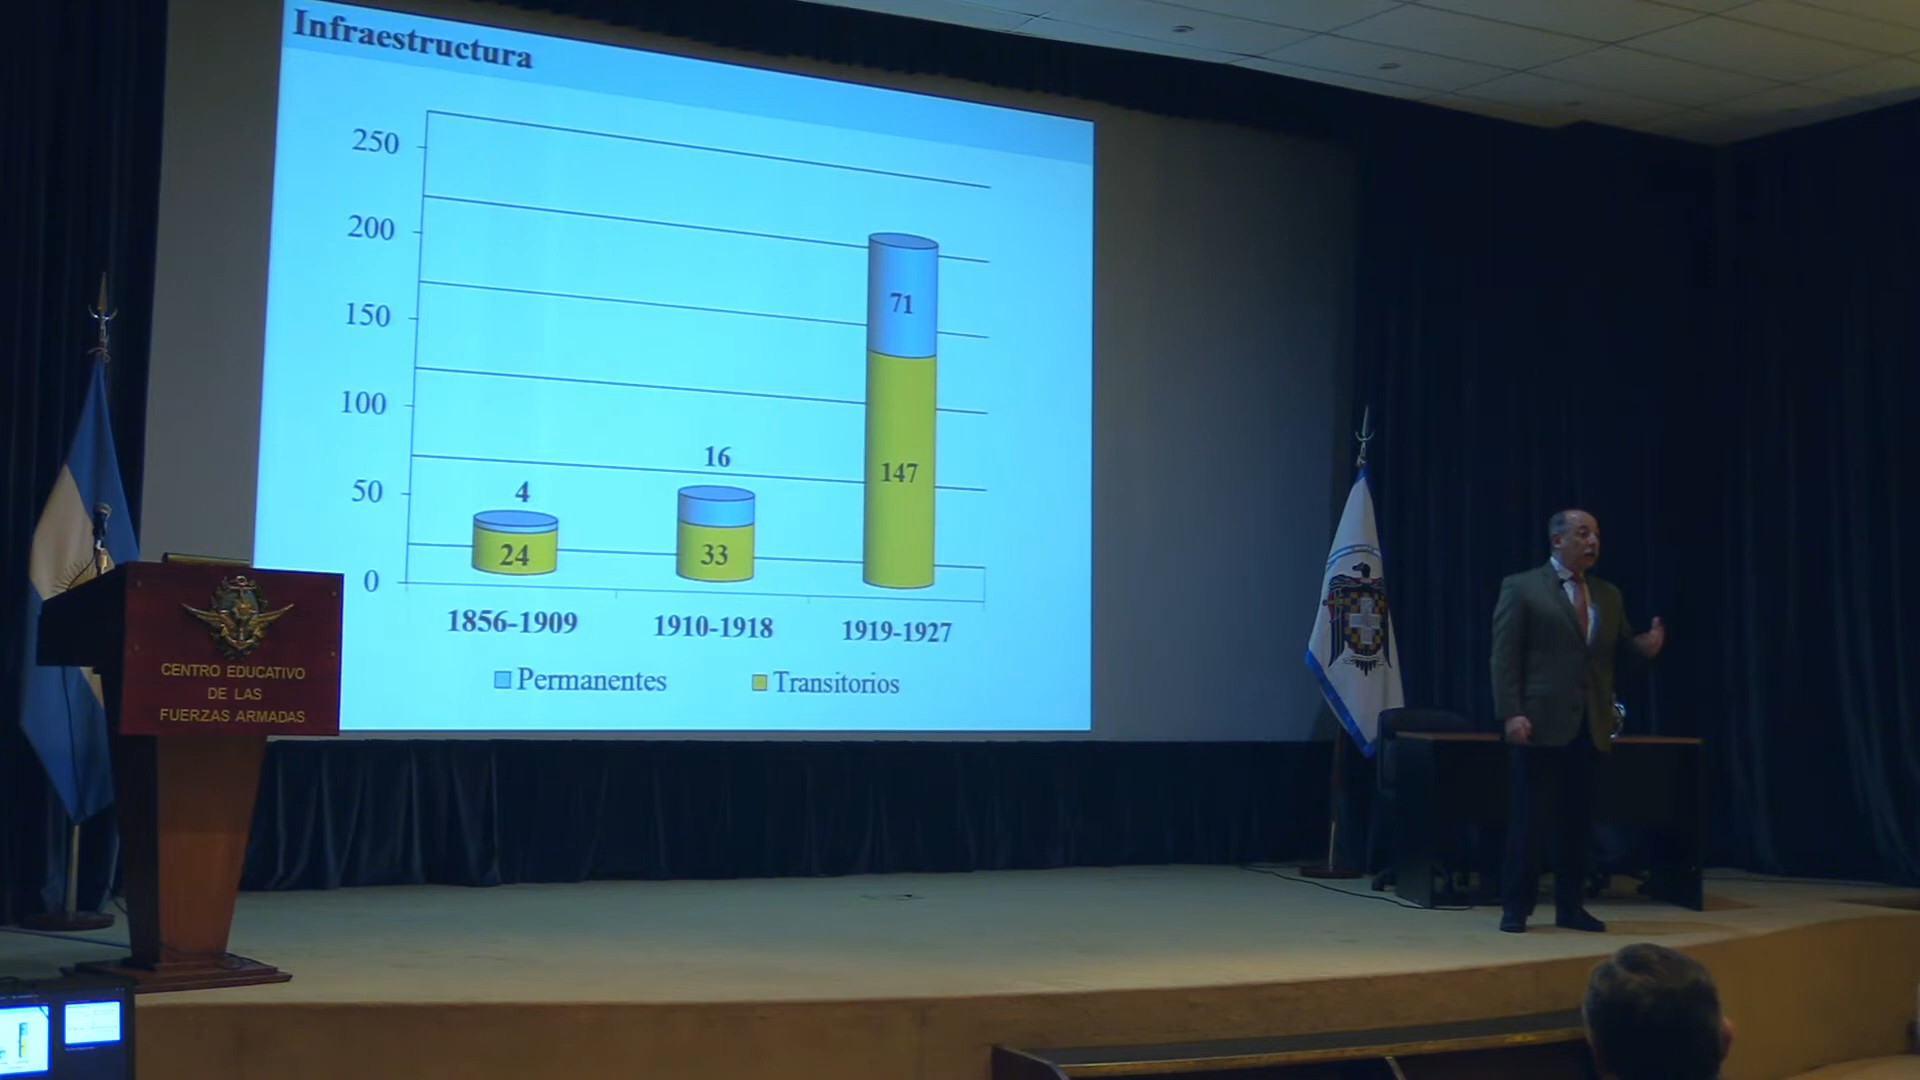 Infraestructura
250
200
150
100
50
0
4
24
16
33
71
147
1856-1909
1910-1918
1919-1927
Permanentes
Transitorios
CENTRO EDUCATIVO
DE LAS
FUERZAS ARMADAS